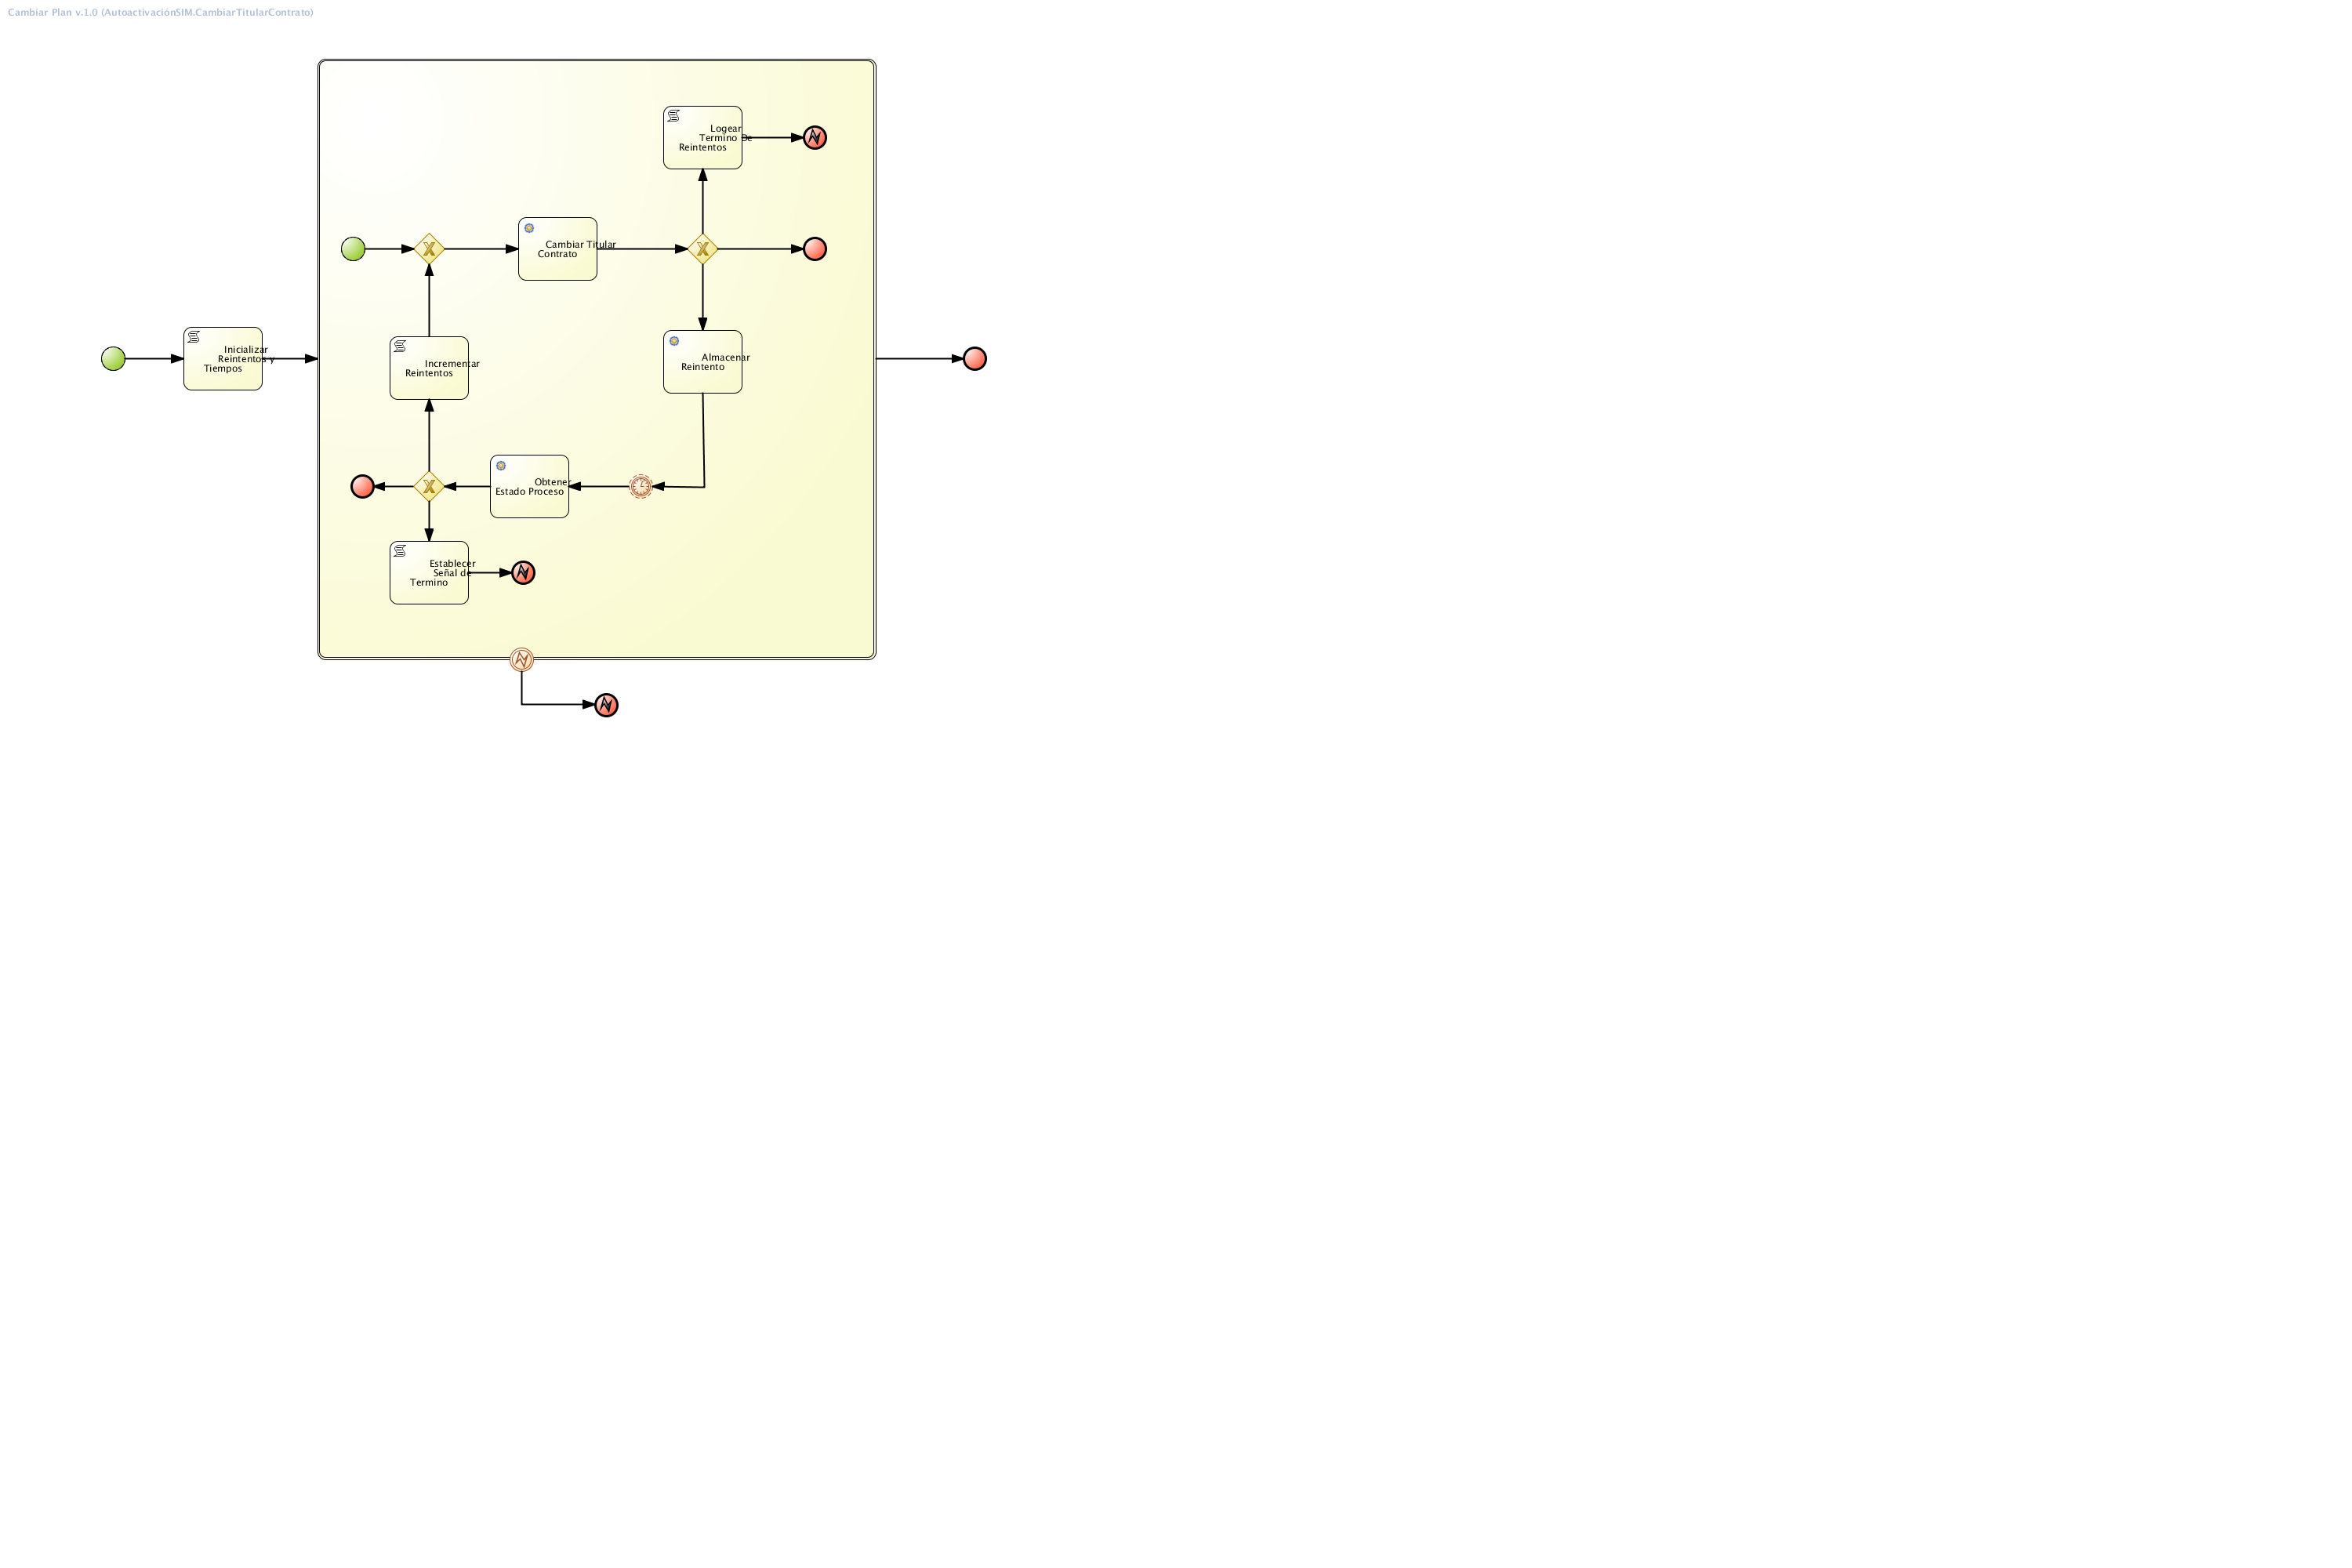 Cambiar Plan v.1.0 (AutoactivaciónSIM.CambiarTitularContrato)
Logear
Termino De
Reintentos
Cambiar Titular
Contrato
Inicializar
Reintentos y
Tiempos
Incrementar
Reintentos
Almacenar
Reintento
Obtener
Estado Proceso
Establecer
Señal de
Termino